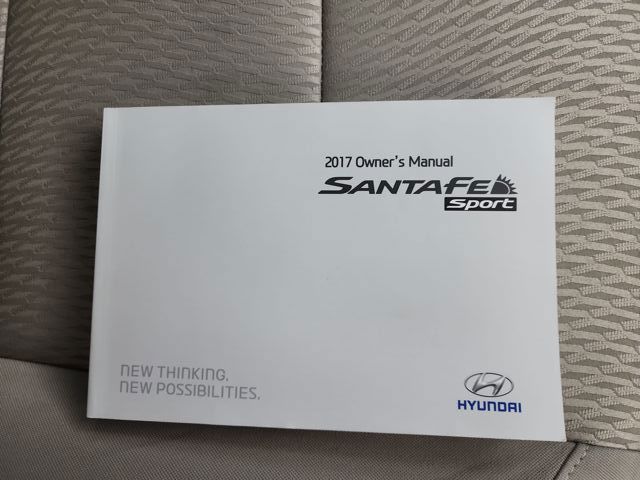 2017 Owner's Manual
SANTAFE
Sport
NEW THINKING.
NEW POSSIBILITIES.
HYUNDAI